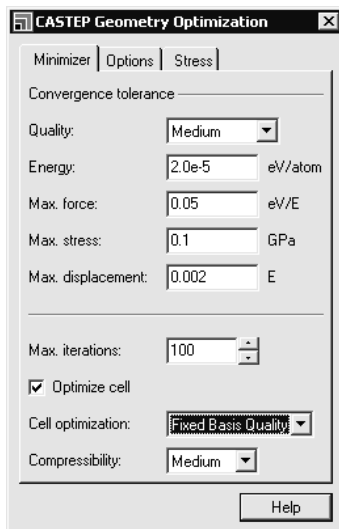 CASTEP Geometry Optimization
Minimizer Options Stress
Convergence tolerance
Quality: Medium
Energy: 2.0e-5 eV/atom
Max. force: 0.05 eV/E
Max. stress: 0.1 GPa
Max. displacement: 0.002 E
Max. iterations: 100
Optimize cell
Cell optimization: Fixed Basis Quality
Compressibility: Medium
Help